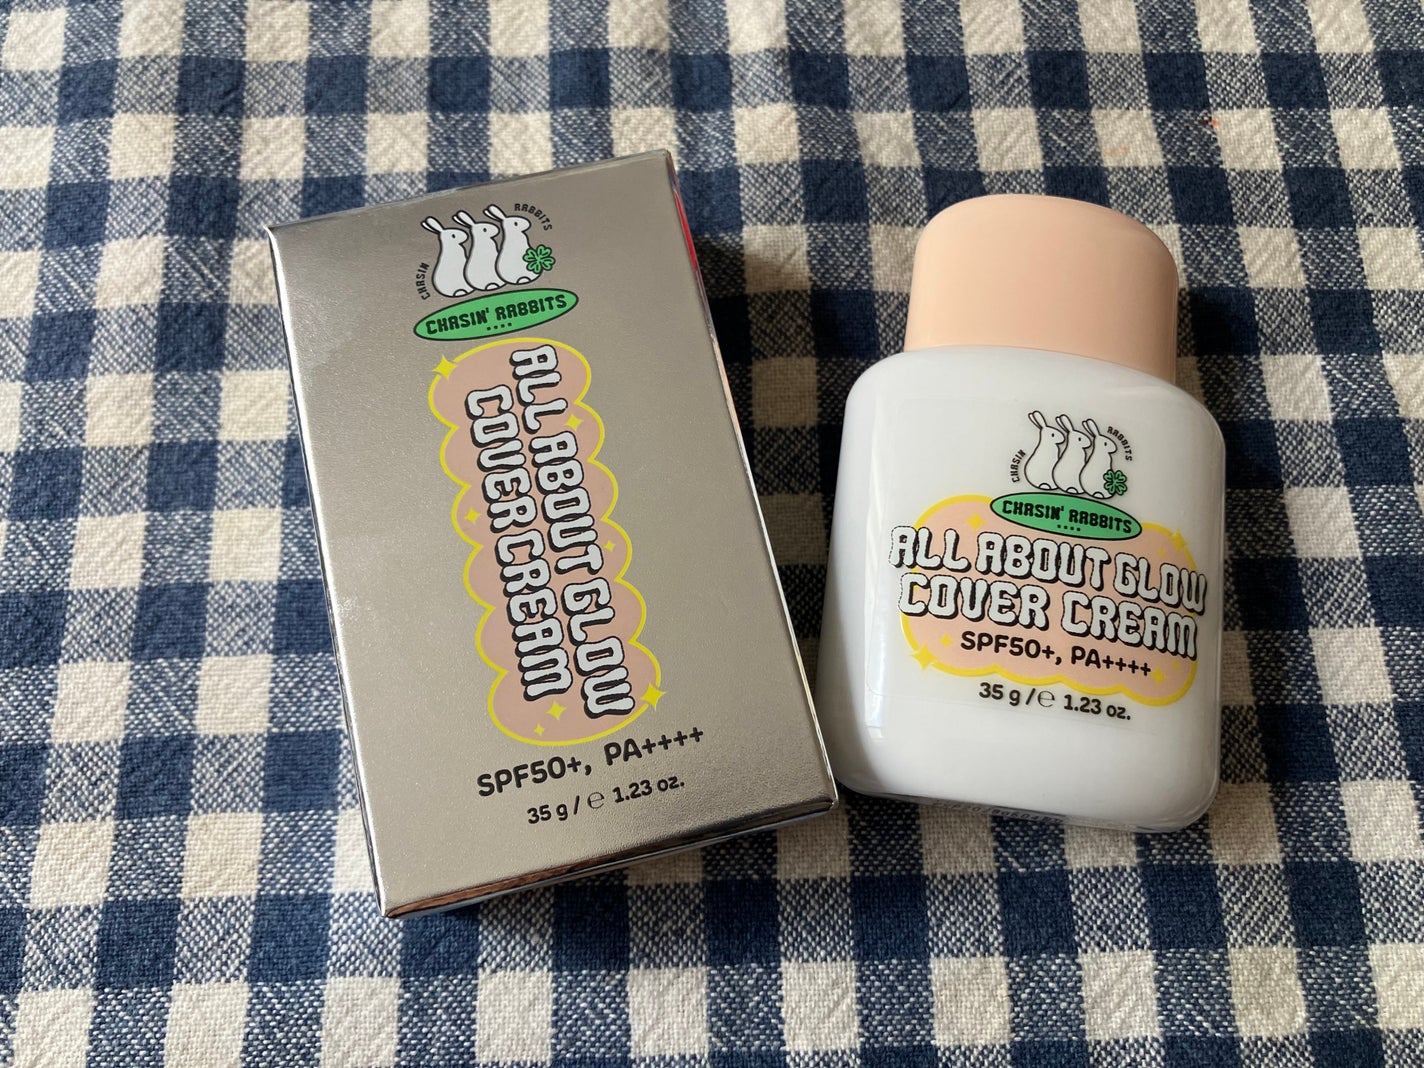 CHASIN RABBITS
CHASIN' RABBITS
ALL ABOUT GLOW
COVER CREAM
SPF50+, PA++++
35 g / ℮ 1.23 oz.
CHASIN RABBITS
CHASIN' RABBITS
ALL ABOUT GLOW
COVER CREAM
SPF50+, PA++++
35 g / ℮ 1.23 oz.